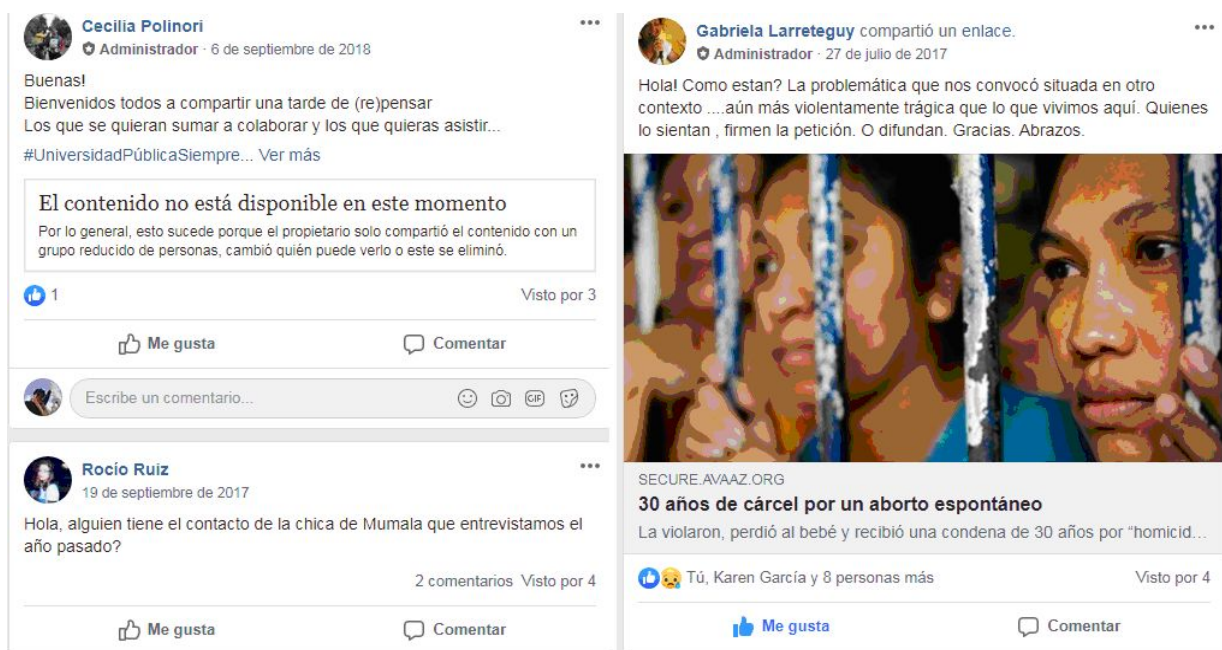 Cecilia Polinori
Administrador · 6 de septiembre de 2018
Buenas!
Bienvenidos todos a compartir una tarde de (re)pensar
Los que se quieran sumar a colaborar y los que quieras asistir...
#UniversidadPúblicaSiempre... Ver más
El contenido no está disponible en este momento
Por lo general, esto sucede porque el propietario solo compartió el contenido con un
grupo reducido de personas, cambió quién puede verlo o este se eliminó.
1
Visto por 3
Me gusta
Comentar
Escribe un comentario...
GIF
Rocío Ruiz
19 de septiembre de 2017
Hola, alguien tiene el contacto de la chica de Mumala que entrevistamos el
año pasado?
2 comentarios Visto por 4
Me gusta
Comentar
Gabriela Larreteguy compartió un enlace.
Administrador · 27 de julio de 2017
Hola! Como estan? La problemática que nos convocó situada en otro
contexto ....aún más violentamente trágica que lo que vivimos aquí. Quienes
lo sientan , firmen la petición. O difundan. Gracias. Abrazos.
SECURE.AVAAZ.ORG
30 años de cárcel por un aborto espontáneo
La violaron, perdió al bebé y recibió una condena de 30 años por “homicid...
Tú, Karen García y 8 personas más
Visto por 4
Me gusta
Comentar